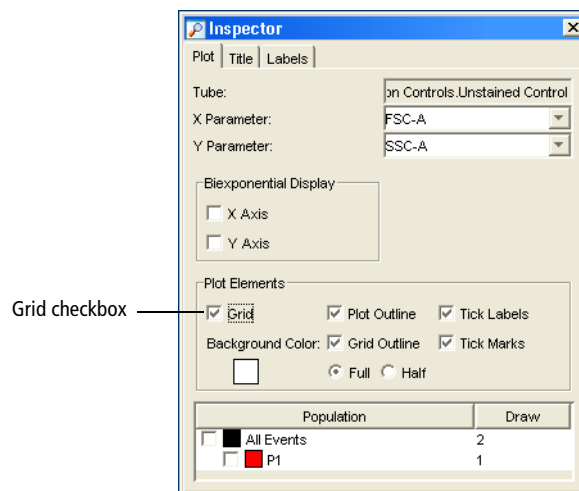 Inspector
Plot Title Labels
Tube: on Controls.Unstained Control
X Parameter: FSC-A
Y Parameter: SSC-A
Biexponential Display
X Axis
Y Axis
Plot Elements
Grid checkbox
Grid Plot Outline Tick Labels
Background Color: Grid Outline Tick Marks
Full Half
Population Draw
All Events 2
P1 1